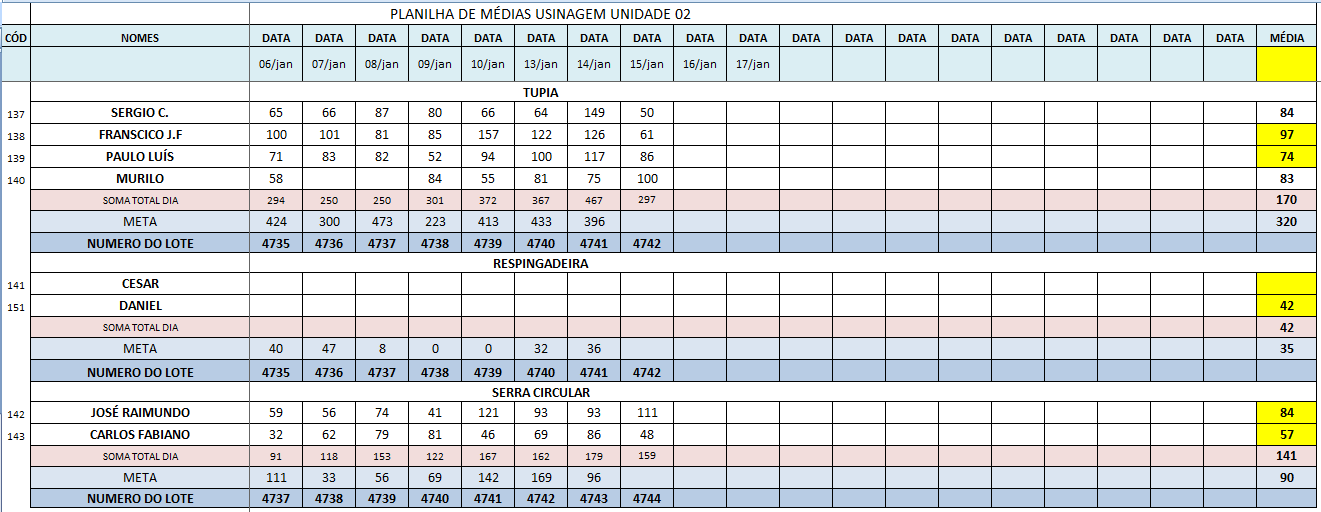 PLANILHA DE MÉDIAS USINAGEM UNIDADE 02
CÓD NOMES DATA DATA DATA DATA DATA DATA DATA DATA DATA DATA DATA DATA DATA DATA DATA DATA DATA DATA DATA MÉDIA
06/jan 07/jan 08/jan 09/jan 10/jan 13/jan 14/jan 15/jan 16/jan 17/jan
TUPIA
137 SERGIO C. 65 66 87 80 66 64 149 50 84
138 FRANSCICO J.F 100 101 81 85 157 122 126 61 97
139 PAULO LUÍS 71 83 82 52 94 100 117 86 74
140 MURILO 58 84 55 81 75 100 83
SOMA TOTAL DIA 294 250 250 301 372 367 467 297 170
META 424 300 473 223 413 433 396 320
NUMERO DO LOTE 4735 4736 4737 4738 4739 4740 4741 4742
RESPINGADEIRA
141 CESAR
151 DANIEL 42
SOMA TOTAL DIA 42
META 40 47 8 0 0 32 36 35
NUMERO DO LOTE 4735 4736 4737 4738 4739 4740 4741 4742
SERRA CIRCULAR
142 JOSÉ RAIMUNDO 59 56 74 41 121 93 93 111 84
143 CARLOS FABIANO 32 62 79 81 46 69 86 48 57
SOMA TOTAL DIA 91 118 153 122 167 162 179 159 141
META 111 33 56 69 142 169 96 90
NUMERO DO LOTE 4737 4738 4739 4740 4741 4742 4743 4744